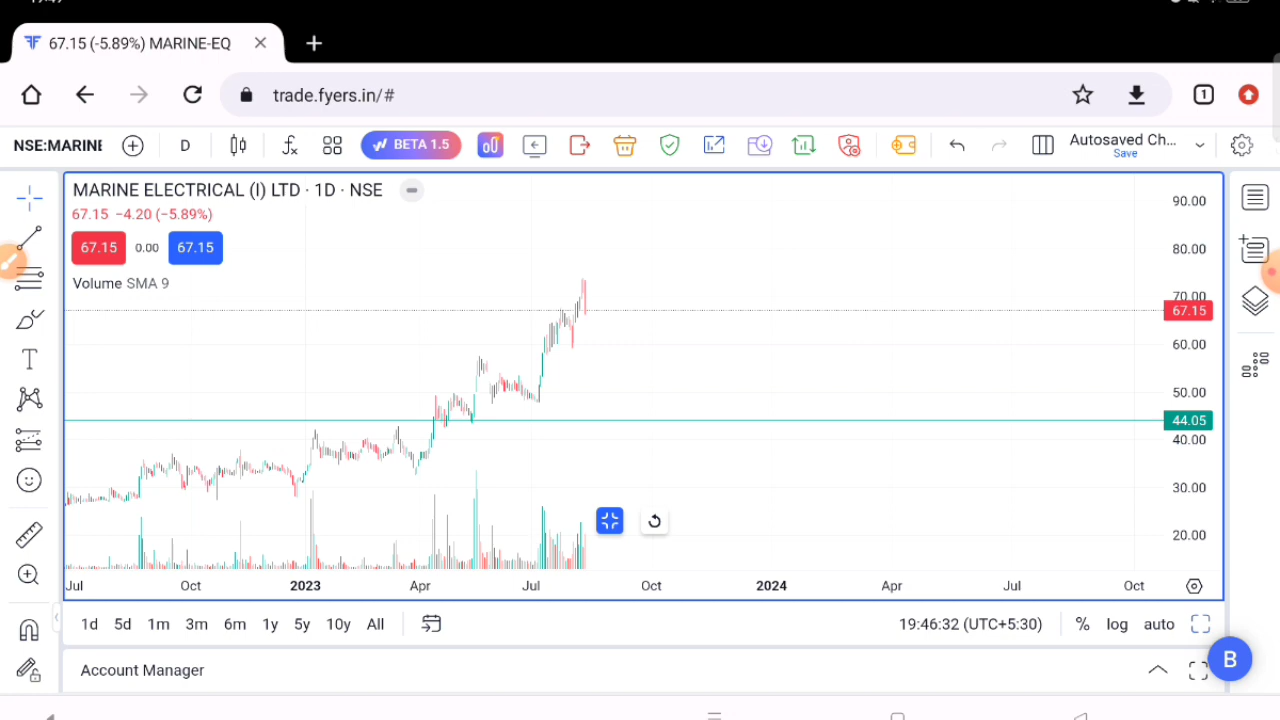 67.15 (-5.89%) MARINE-EQ
trade.fyers.in/#
1
NSE:MARINE
D
BETA 1.5
Autosaved Ch...
Save
MARINE ELECTRICAL (I) LTD · 1D · NSE
67.15 −4.20 (−5.89%)
67.15 0.00 67.15
Volume SMA 9
90.00
80.00
70.00
67.15
60.00
50.00
44.05
40.00
30.00
20.00
Jul Oct 2023 Apr Jul Oct 2024 Apr Jul Oct
1d 5d 1m 3m 6m 1y 5y 10y All
19:46:32 (UTC+5:30) % log auto
B
Account Manager